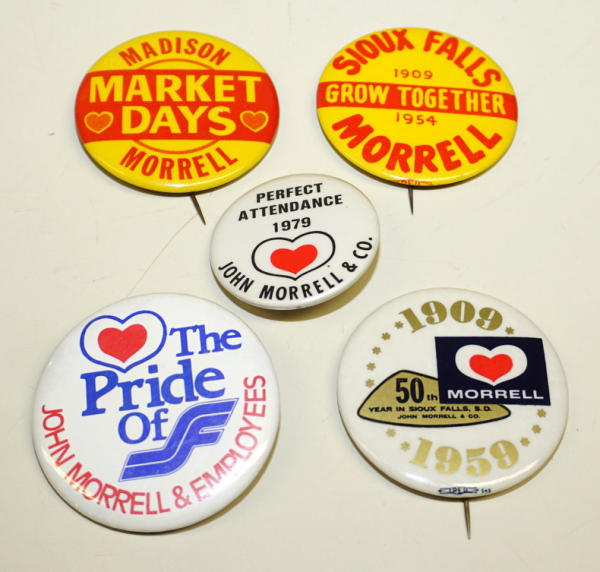 MADISON
MARKET
DAYS
MORRELL
SIOUX FALLS
1909
GROW TOGETHER
1954
MORRELL
PERFECT
ATTENDANCE
1979
JOHN MORRELL & CO.
The
Pride
Of
SF
JOHN MORRELL & EMPLOYEES
1909
MORRELL
50th
YEAR IN SIOUX FALLS, S.D.
JOHN MORRELL & CO.
1959